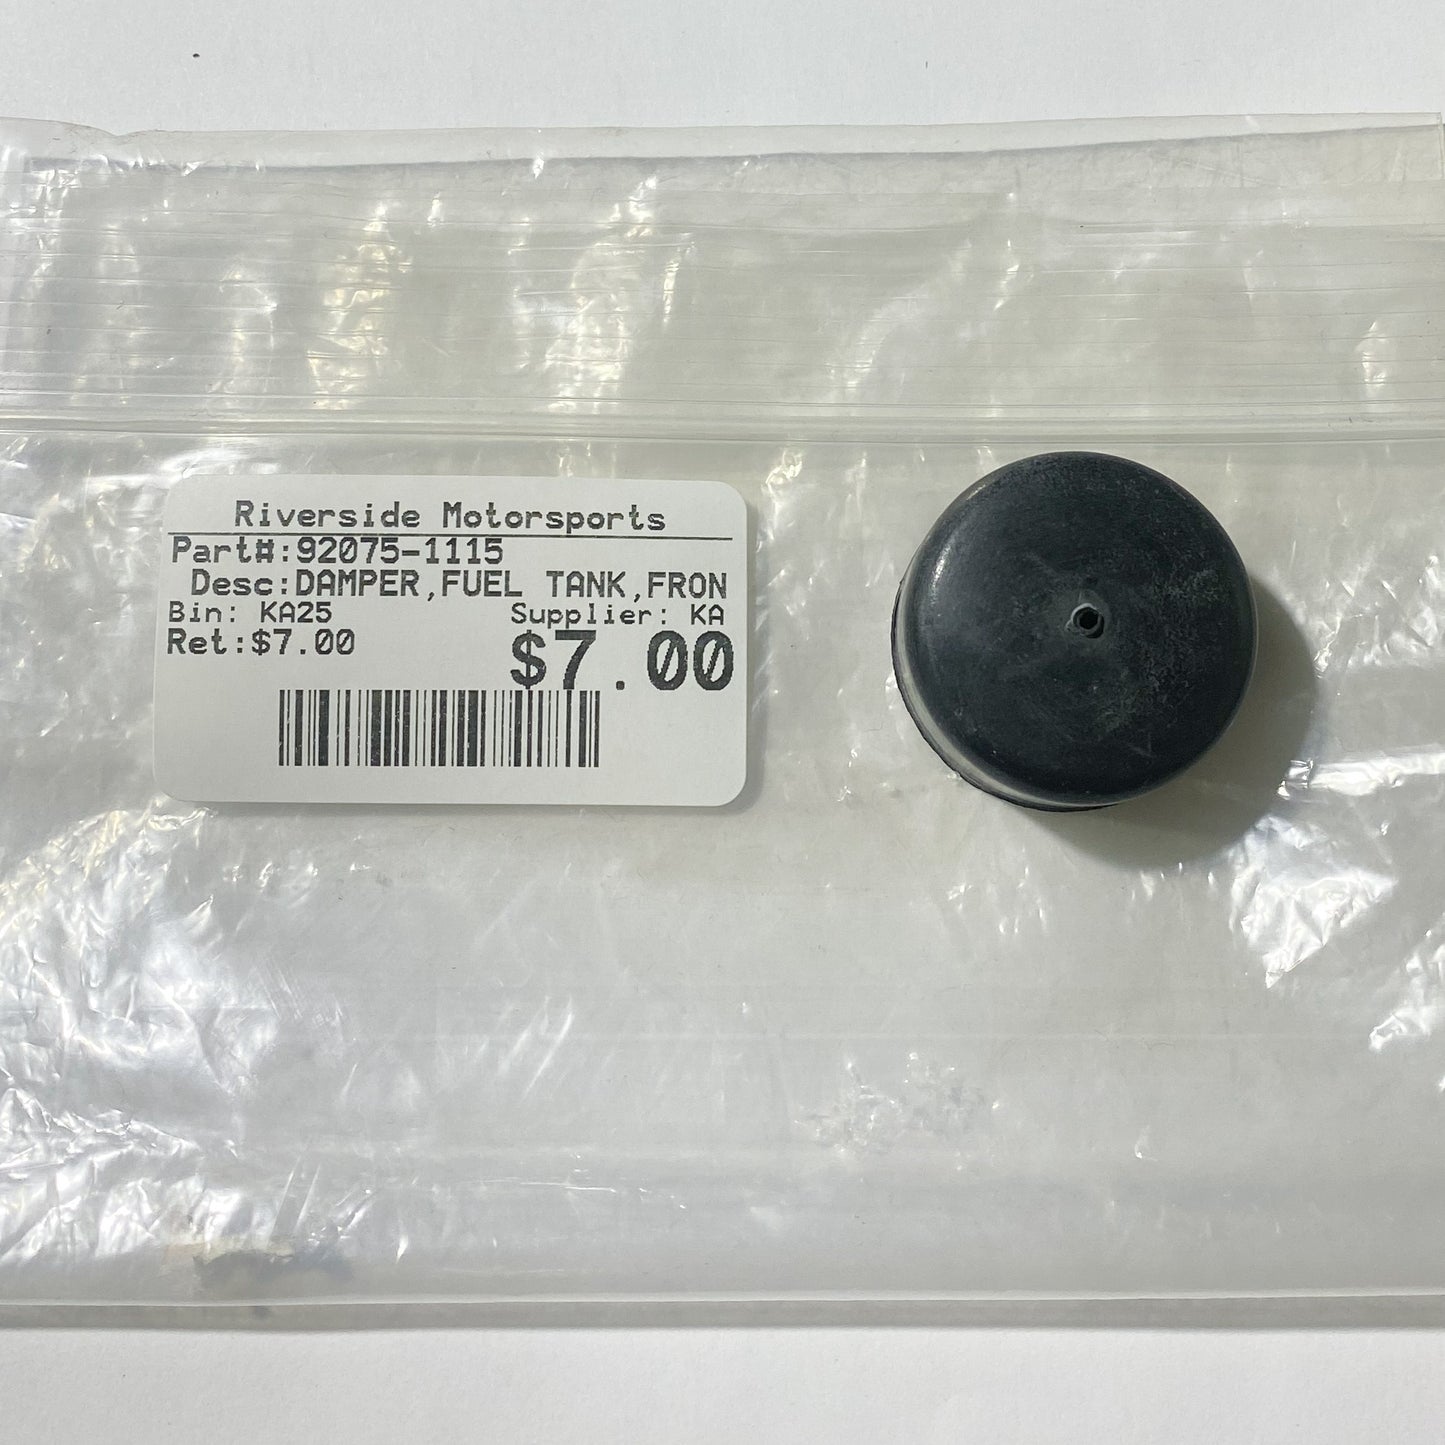 Riverside Motorsports
Part#:92075-1115
Desc:DAMPER,FUEL TANK,FRON
Bin: KA25 Supplier: KA
Ret:$7.00 $7.00